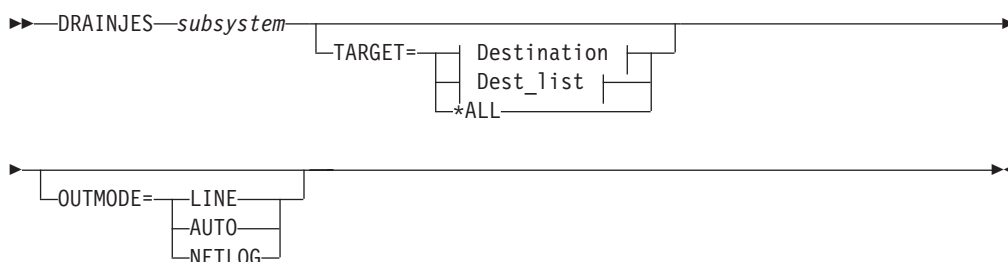 DRAINJES subsystem
TARGET= Destination
Dest_list
*ALL
OUTMODE= LINE
AUTO
NETLOG